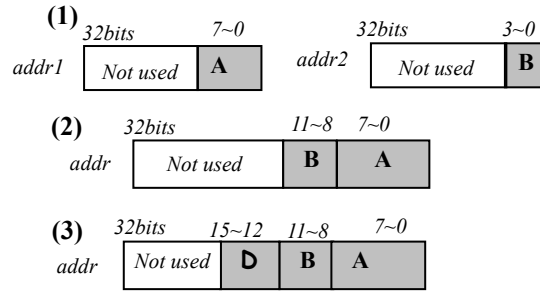 (1)
32bits 7~0 32bits 3~0
addr1 Not used A addr2 Not used B
(2)
32bits 11~8 7~0
addr Not used B A
(3)
32bits 15~12 11~8 7~0
addr Not used D B A